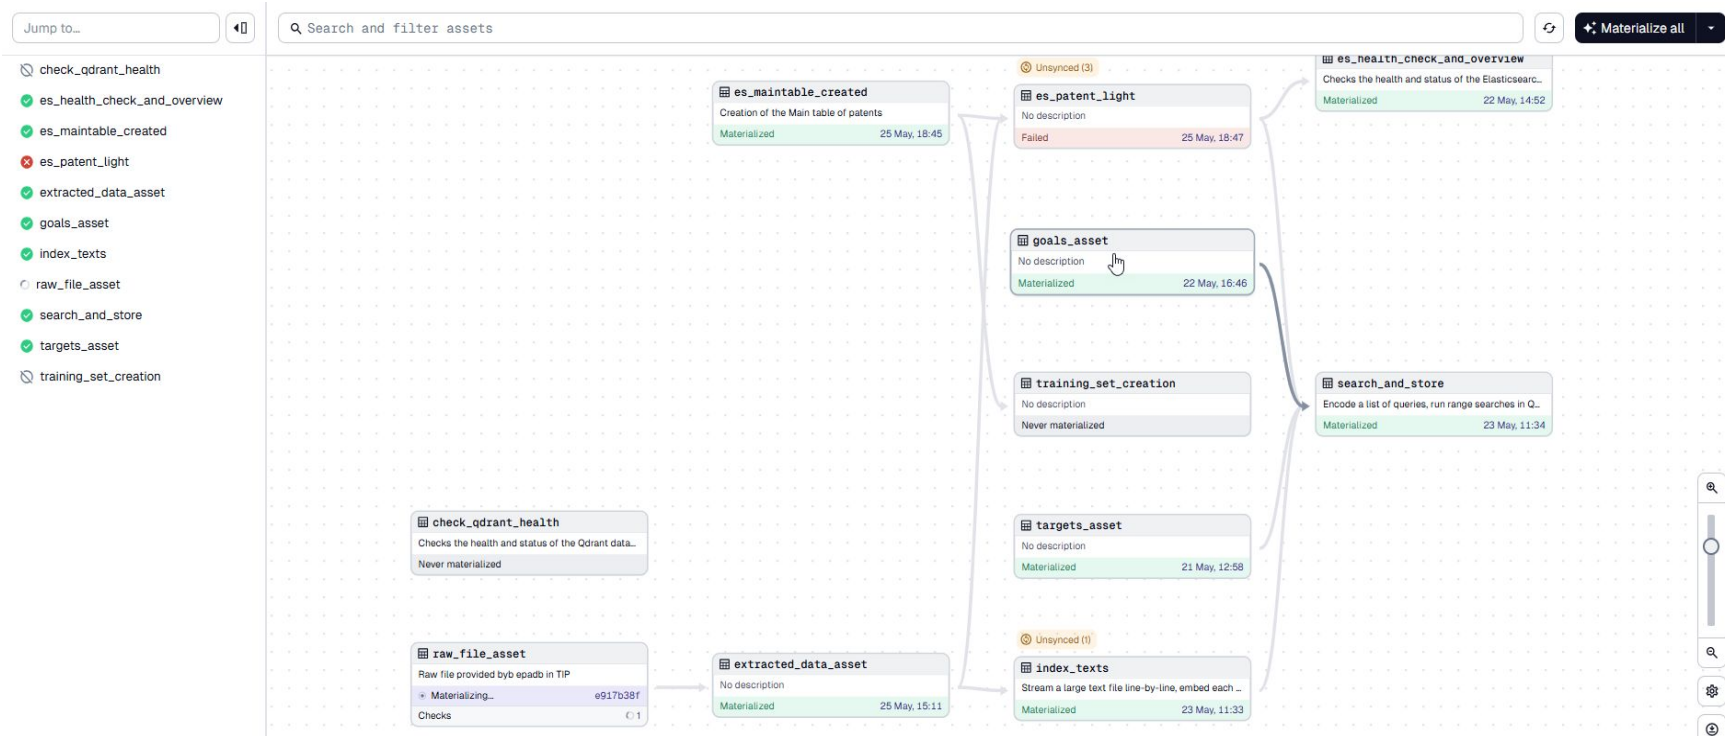 Jump to…
Search and filter assets
Materialize all
check_qdrant_health
es_health_check_and_overview
es_maintable_created
es_patent_light
extracted_data_asset
goals_asset
index_texts
raw_file_asset
search_and_store
targets_asset
training_set_creation
es_maintable_created
Creation of the Main table of patents
Materialized 25 May, 18:45
Unsynced (3)
es_patent_light
No description
Failed 25 May, 18:47
es_health_check_and_overview
Checks the health and status of the Elasticsearc…
Materialized 22 May, 14:52
goals_asset
No description
Materialized 22 May, 16:46
training_set_creation
No description
Never materialized
search_and_store
Encode a list of queries, run range searches in Q…
Materialized 23 May, 11:34
check_qdrant_health
Checks the health and status of the Qdrant data…
Never materialized
targets_asset
No description
Materialized 21 May, 12:58
raw_file_asset
Raw file provided byb epadb in TIP
Materializing… e917b38f
Checks 1
extracted_data_asset
No description
Materialized 25 May, 15:11
Unsynced (1)
index_texts
Stream a large text file line-by-line, embed each …
Materialized 23 May, 11:33